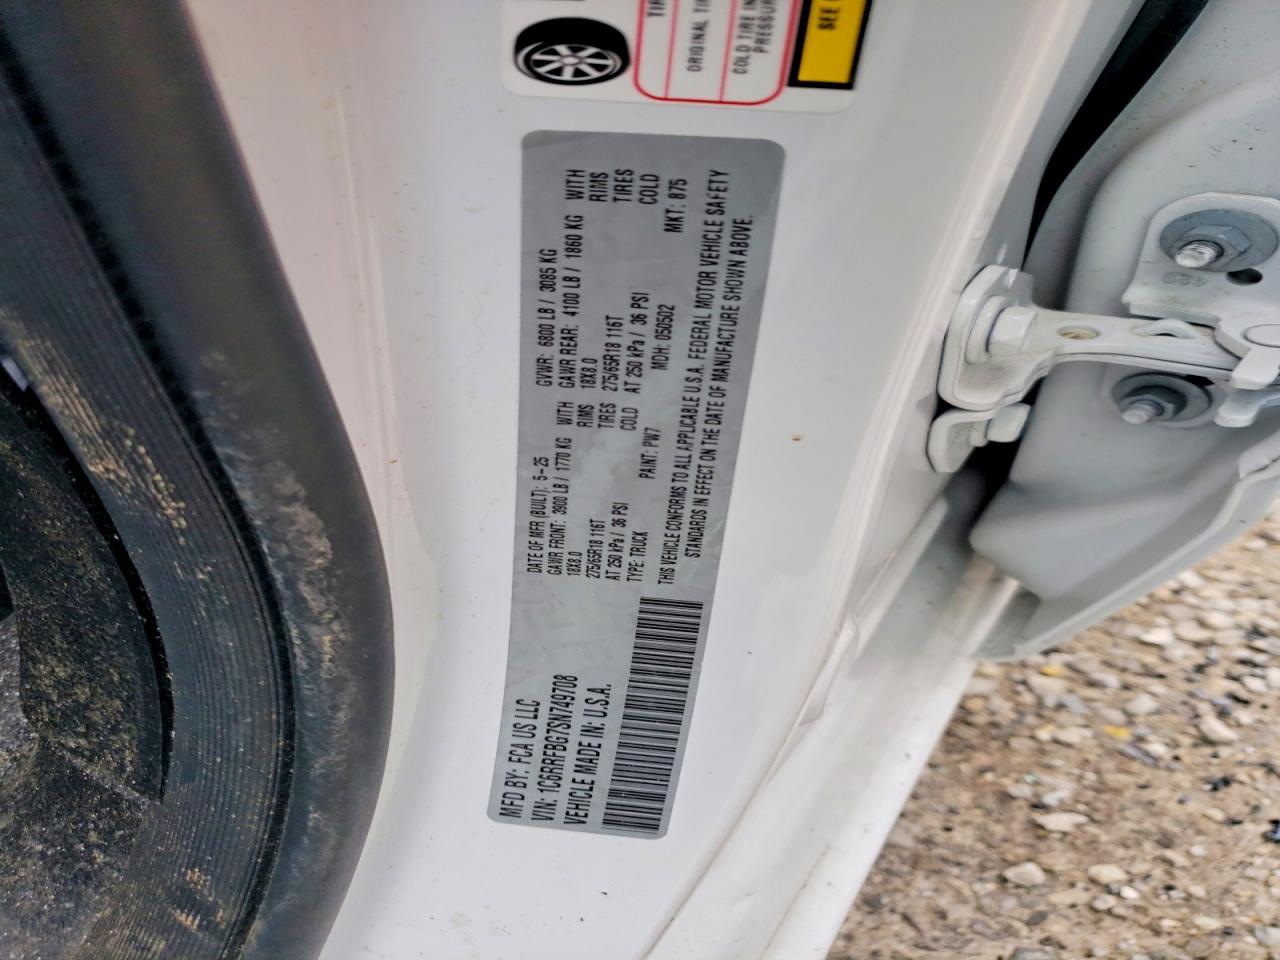 TIR
ORIGINAL TIR
COLD TIRE IN
PRESSUR
SEE
MFD BY: FCA US LLC
VIN: 1C6RRFBG7SN749708
VEHICLE MADE IN: U.S.A.
DATE OF MFR (BUILT): 5-25 GVWR: 6800 LB / 3085 KG
GAWR FRONT: 3900 LB / 1770 KG WITH GAWR REAR: 4100 LB / 1860 KG WITH
18X8.0 RIMS 18X8.0 RIMS
275/65R18 116T TIRES 275/65R18 116T TIRES
AT 250 kPa / 36 PSI COLD AT 250 kPa / 36 PSI COLD
TYPE: TRUCK PAINT: PW7 MDH: 050502 MKT: 875
THIS VEHICLE CONFORMS TO ALL APPLICABLE U.S.A. FEDERAL MOTOR VEHICLE SAFETY
STANDARDS IN EFFECT ON THE DATE OF MANUFACTURE SHOWN ABOVE.